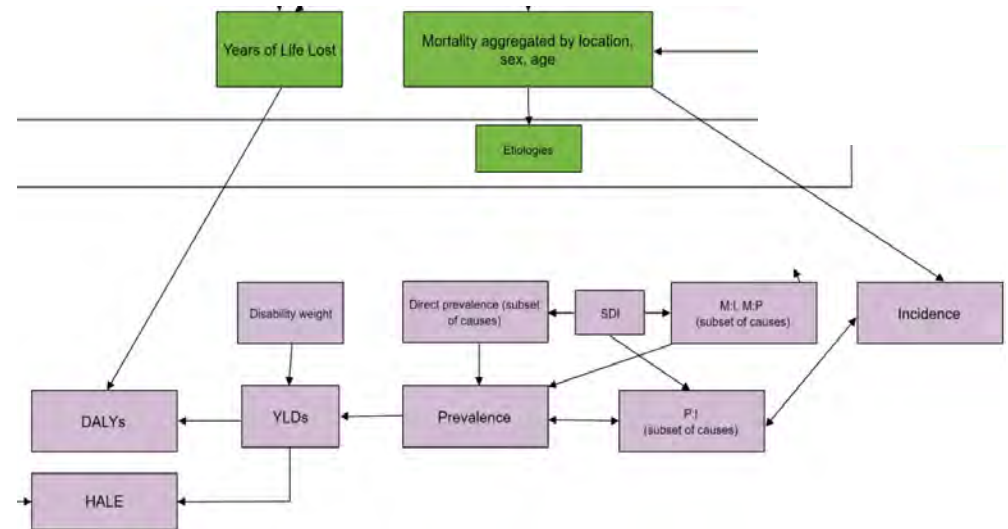 Years of Life Lost
Mortality aggregated by location,
sex, age
Etiologies
Disability weight
Direct prevalence (subset
of causes)
SDI
M:I, M:P
(subset of causes)
Incidence
DALYs
YLDs
Prevalence
P:I
(subset of causes)
HALE